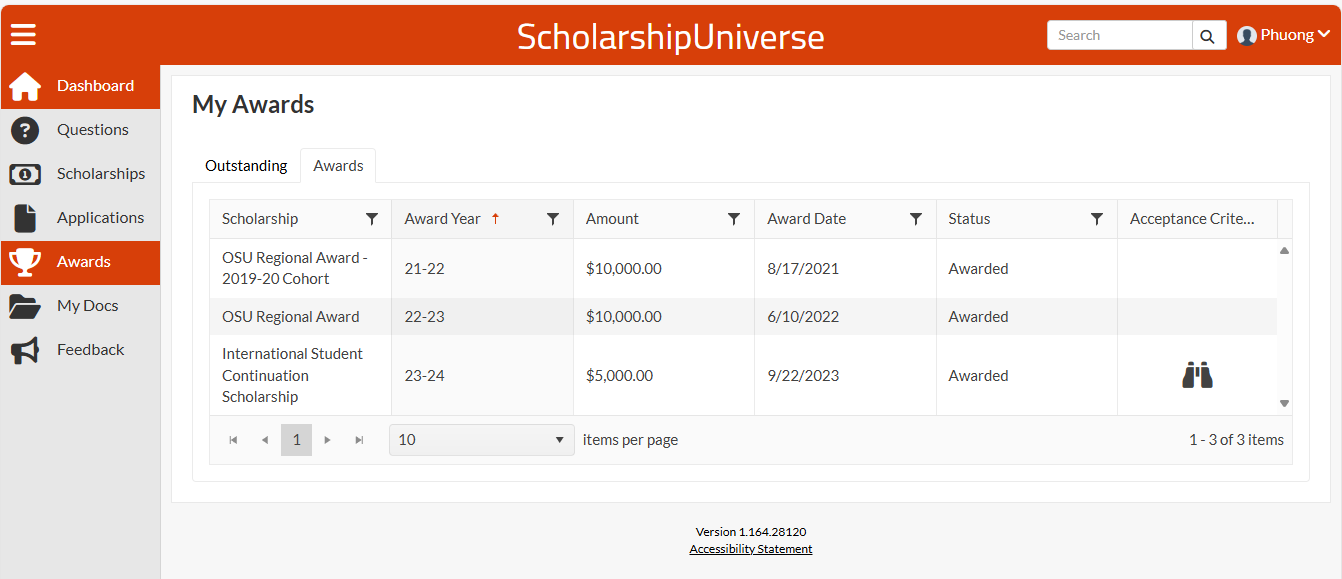 ScholarshipUniverse
Search
Phuong
Dashboard
Questions
Scholarships
Applications
Awards
My Docs
Feedback
My Awards
Outstanding
Awards
Scholarship
Award Year
Amount
Award Date
Status
Acceptance Crite...
OSU Regional Award -
2019-20 Cohort
21-22
$10,000.00
8/17/2021
Awarded
OSU Regional Award
22-23
$10,000.00
6/10/2022
Awarded
International Student
Continuation
Scholarship
23-24
$5,000.00
9/22/2023
Awarded
1
10
items per page
1 - 3 of 3 items
Version 1.164.28120
Accessibility Statement